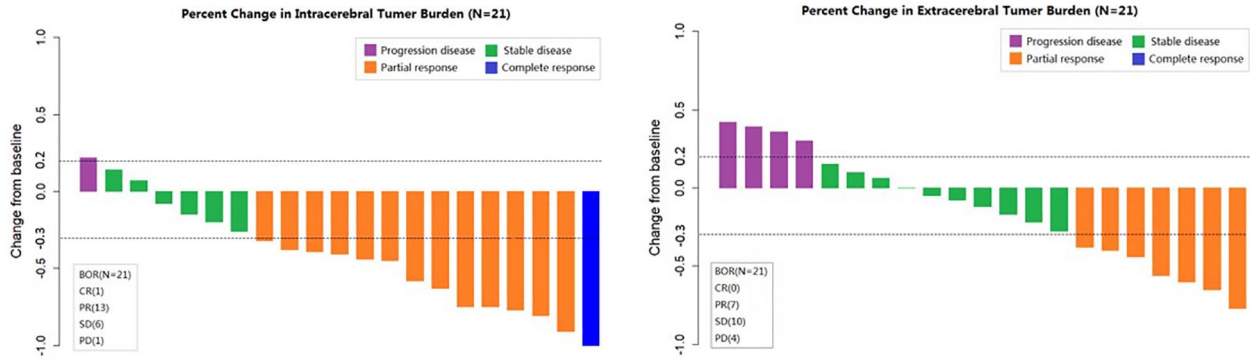 Percent Change in Intracerebral Tumer Burden (N=21)
Progression disease
Stable disease
Partial response
Complete response
Change from baseline
1.0
0.5
0.2
0.0
-0.3
-0.5
-1.0
BOR(N=21)
CR(1)
PR(13)
SD(6)
PD(1)
Percent Change in Extracerebral Tumer Burden (N=21)
Progression disease
Stable disease
Partial response
Complete response
Change from baseline
1.0
0.5
0.2
0.0
-0.3
-0.5
-1.0
BOR(N=21)
CR(0)
PR(7)
SD(10)
PD(4)